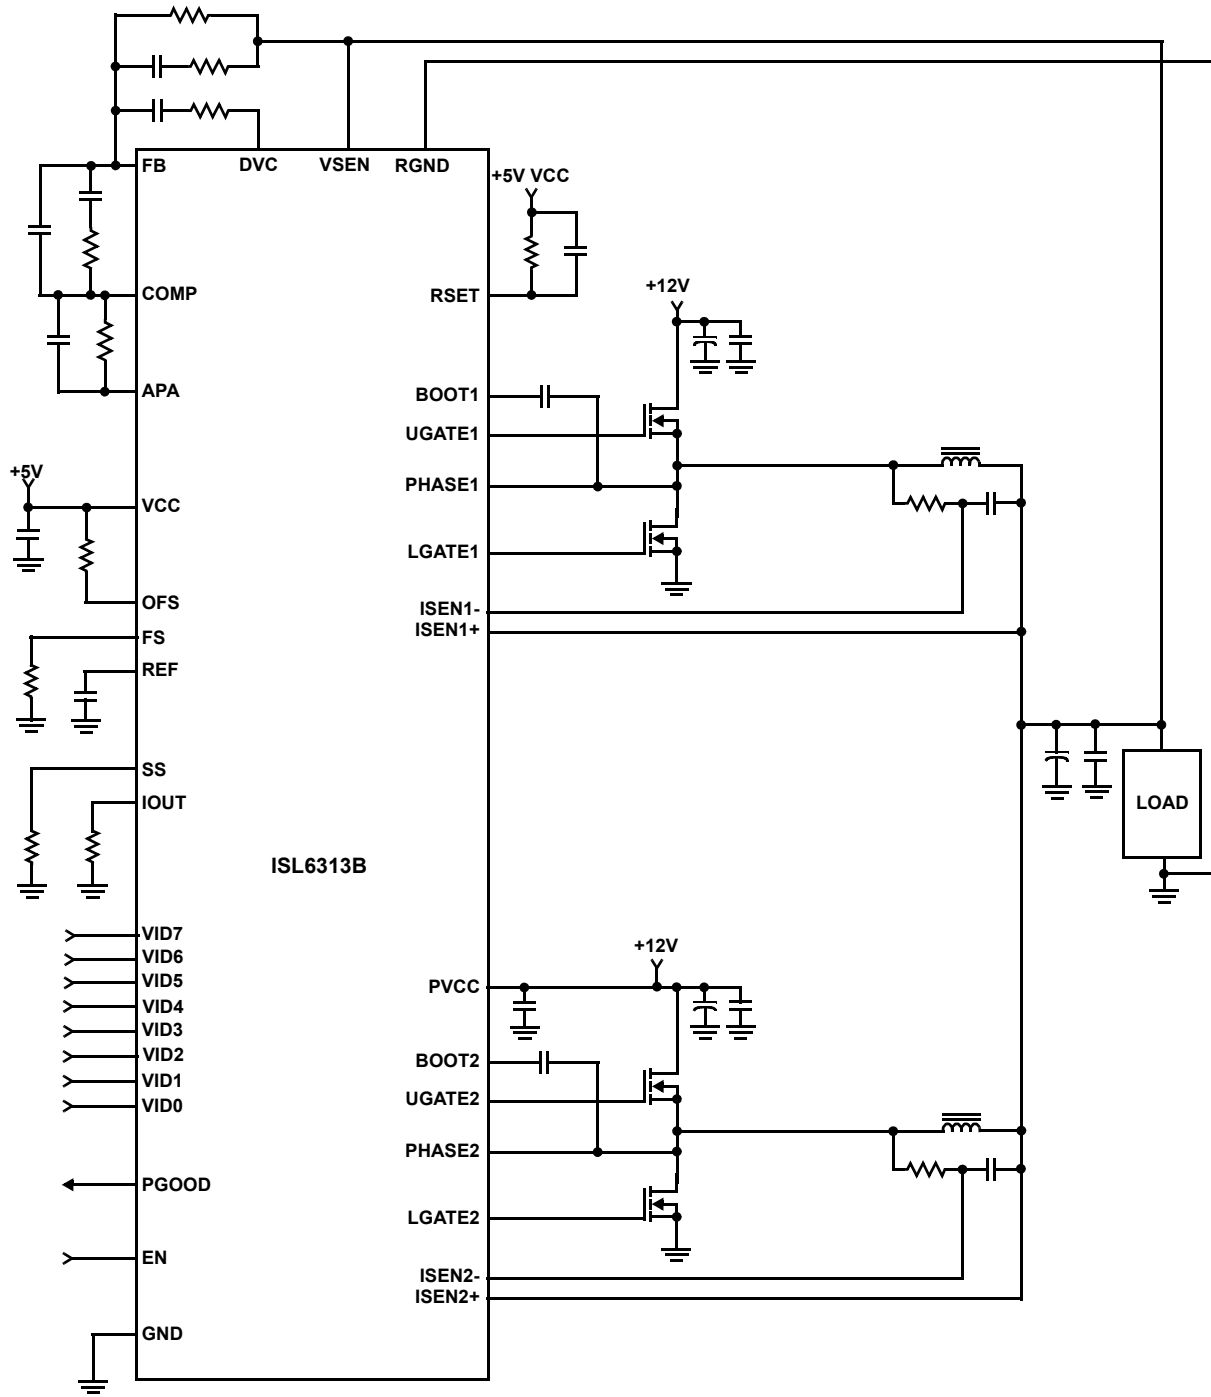 FB
DVC
VSEN
RGND
+5V VCC
COMP
RSET
+12V
APA
BOOT1
UGATE1
+5V
PHASE1
VCC
LGATE1
OFS
ISEN1-
ISEN1+
FS
REF
SS
IOUT
LOAD
ISL6313B
VID7
VID6
VID5
VID4
VID3
VID2
VID1
VID0
+12V
PVCC
BOOT2
UGATE2
PHASE2
PGOOD
LGATE2
EN
ISEN2-
ISEN2+
GND